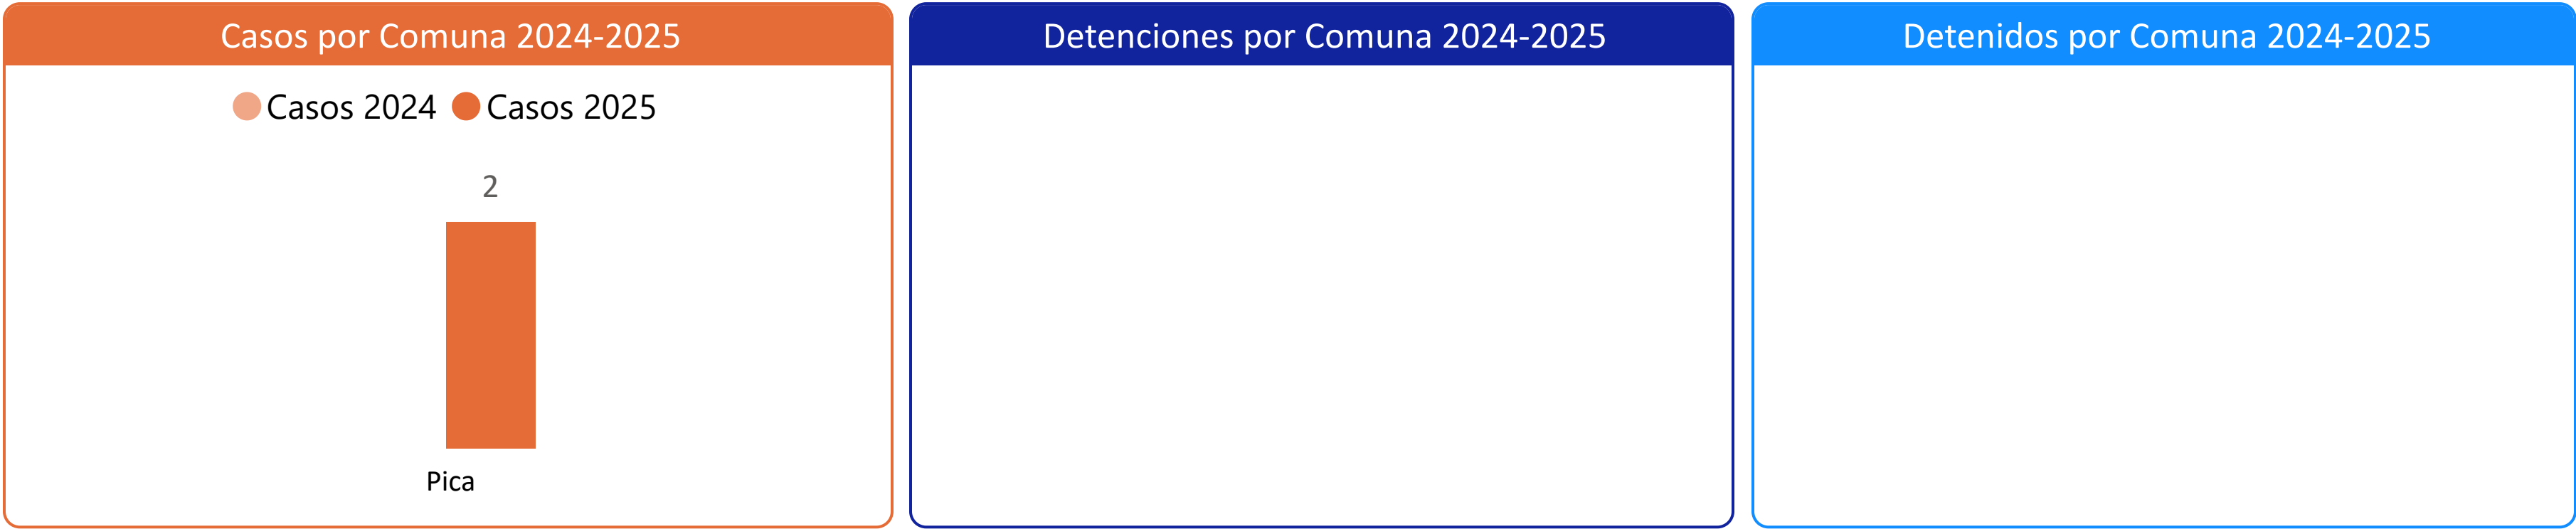 Casos por Comuna 2024-2025
Casos 2024 Casos 2025
2
Pica
Detenciones por Comuna 2024-2025
Detenidos por Comuna 2024-2025